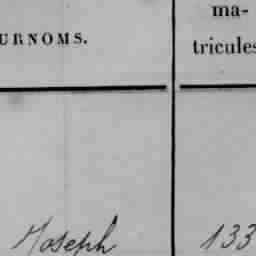 URNOMS.
ma-
tricules
Joseph
133